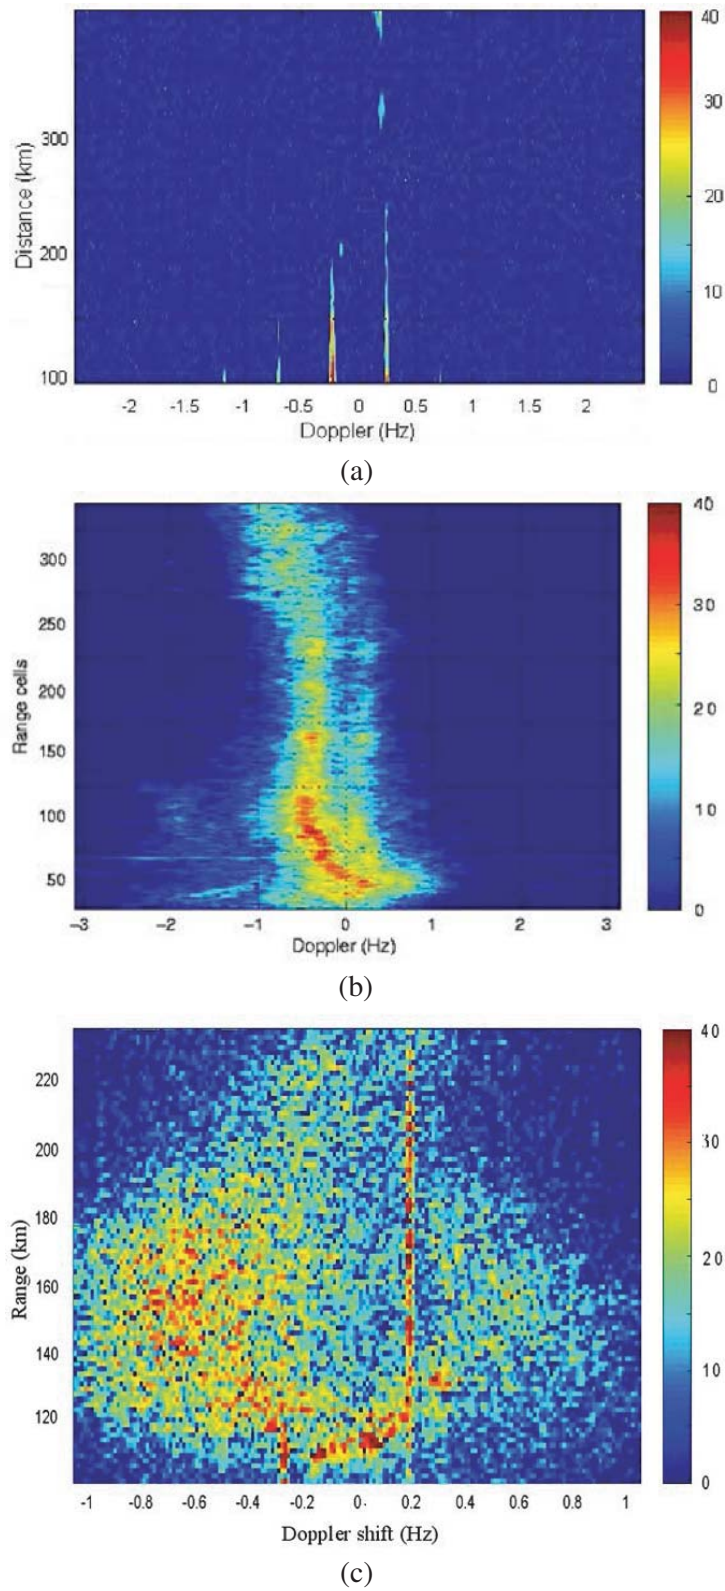 40
30
20
10
0
Distance (km)
300
200
100
-2 -1.5 -1 -0.5 0 0.5 1 1.5 2
Doppler (Hz)
(a)
40
30
20
10
0
Range cells
300
250
200
150
100
50
−3 −2 −1 0 1 2 3
Doppler (Hz)
(b)
40
30
20
10
0
Range (km)
220
200
180
160
140
120
-1 -0.8 -0.6 -0.4 -0.2 0. 0.2 0.4 0.6 0.8 1
Doppler shift (Hz)
(c)